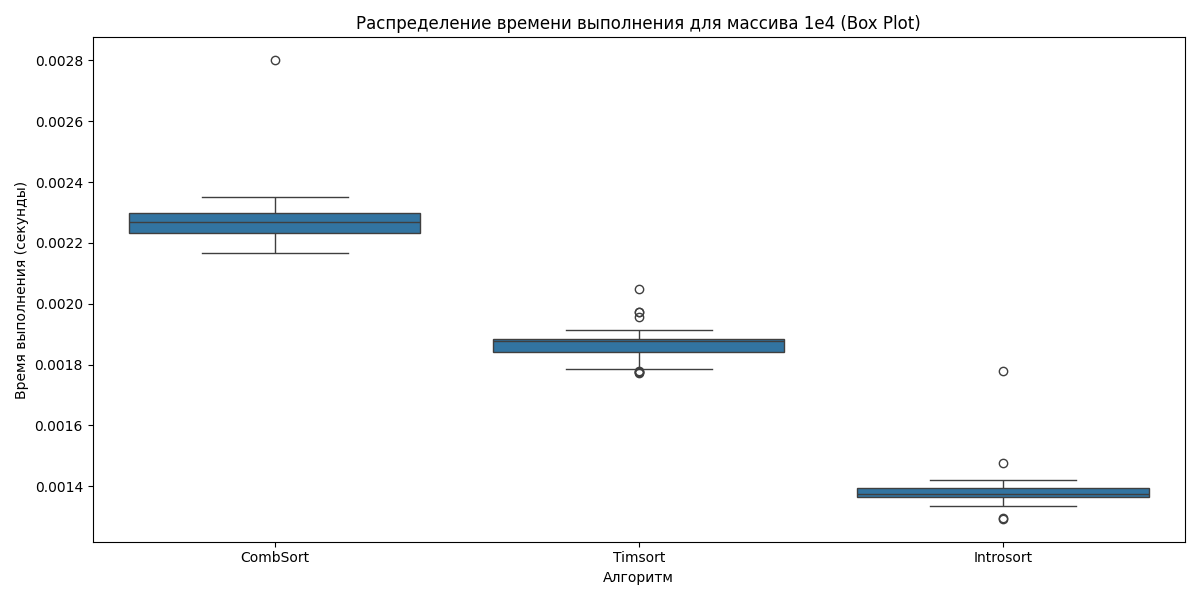 Распределение времени выполнения для массива 1e4 (Box Plot)
0.0028
0.0026
0.0024
0.0022
0.0020
0.0018
0.0016
0.0014
Время выполнения (секунды)
CombSort
Timsort
Introsort
Алгоритм